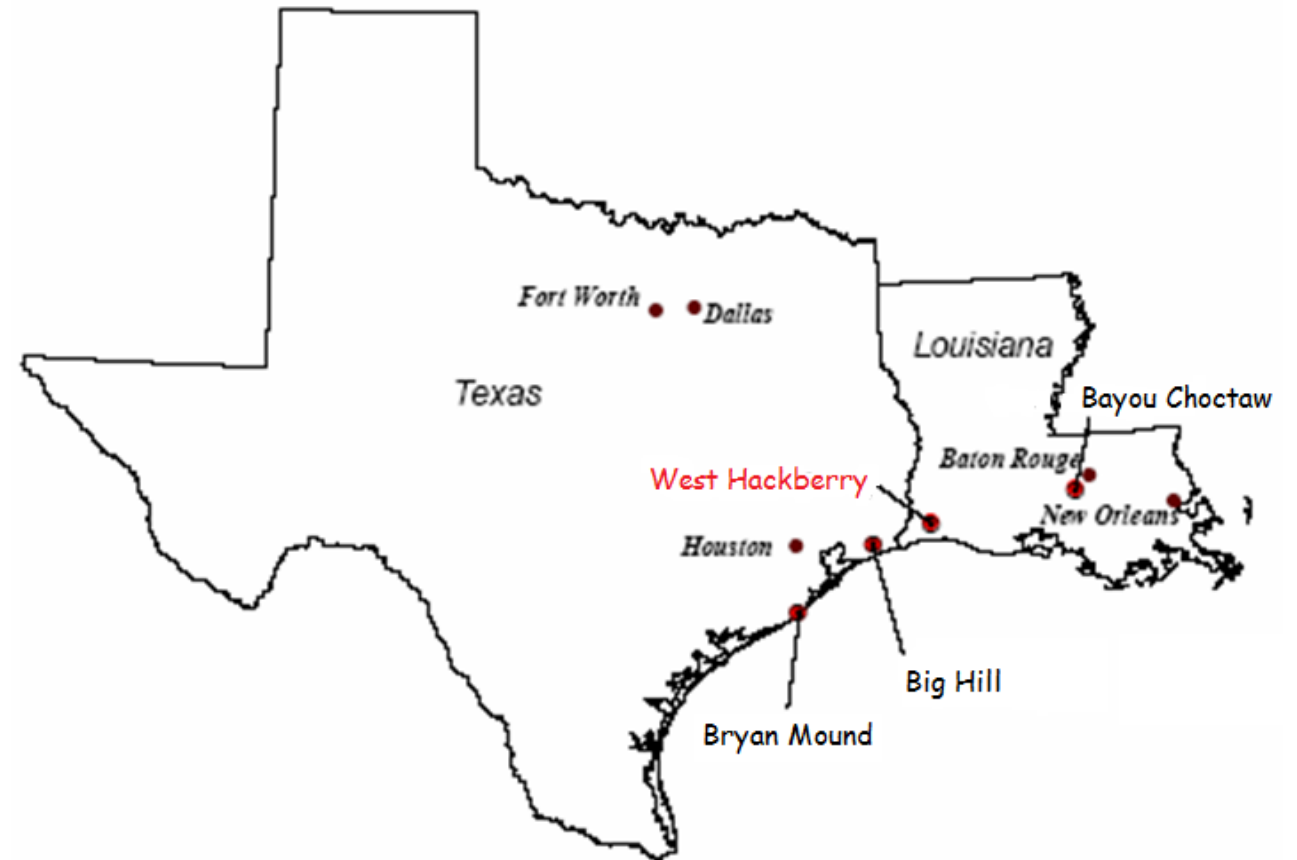 Fort Worth
Dallas
Louisiana
Texas
Bayou Choctaw
Baton Rouge
West Hackberry
New Orleans
Houston
Big Hill
Bryan Mound